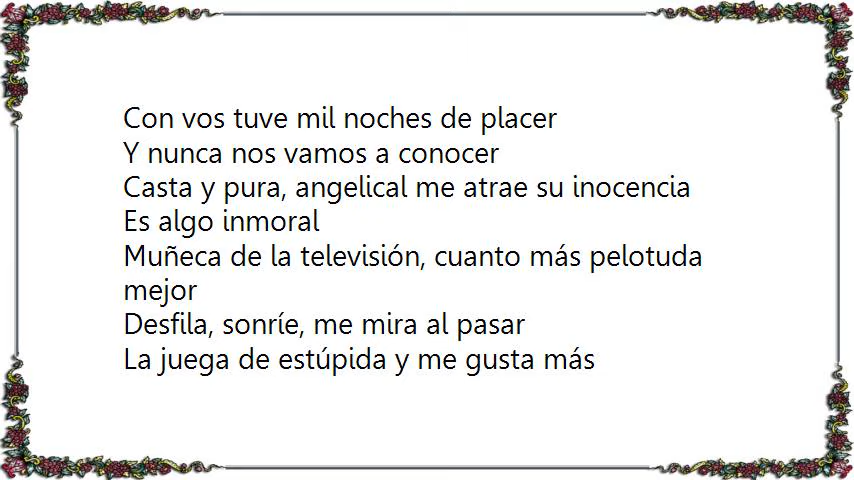 Con vos tuve mil noches de placer
Y nunca nos vamos a conocer
Casta y pura, angelical me atrae su inocencia
Es algo inmoral
Muñeca de la televisión, cuanto más pelotuda
mejor
Desfila, sonríe, me mira al pasar
La juega de estúpida y me gusta más